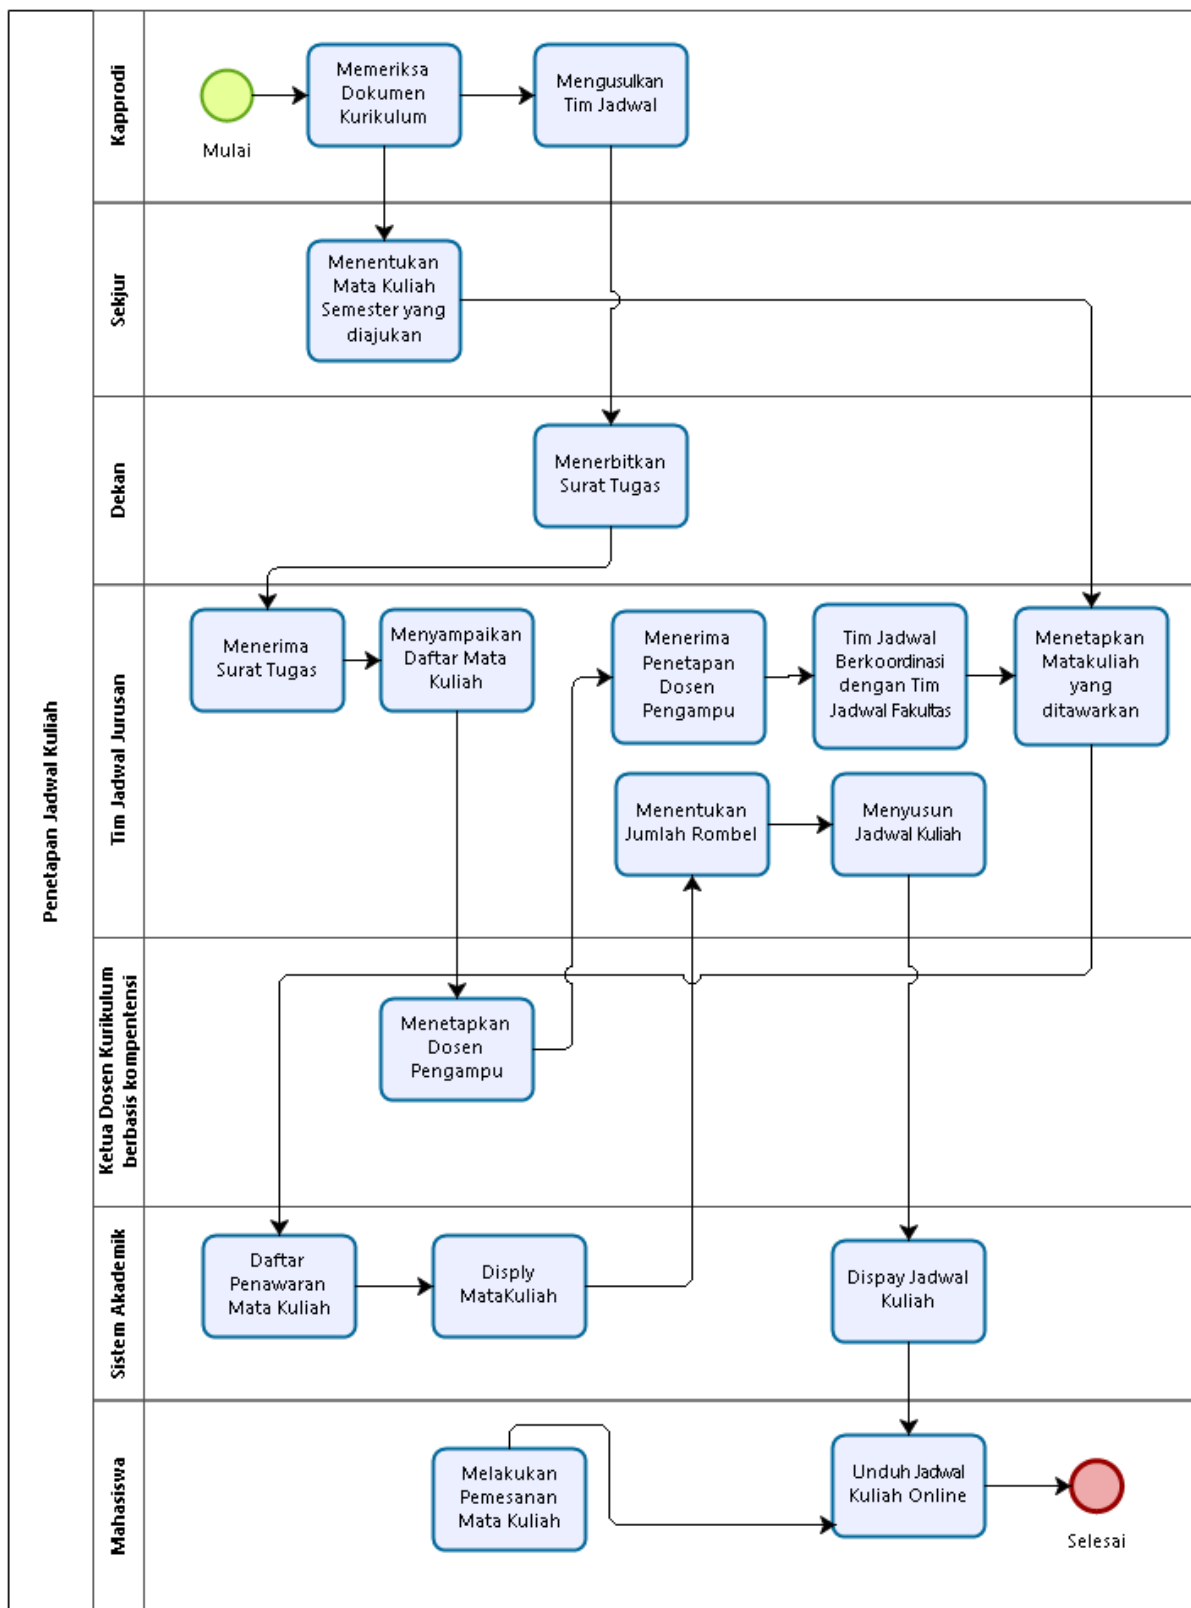 Penetapan Jadwal Kuliah
Kapprodi
Mulai
Memeriksa
Dokumen
Kurikulum
Mengusulkan
Tim Jadwal
Sekjur
Menentukan
Mata Kuliah
Semester yang
diajukan
Dekan
Menerbitkan
Surat Tugas
Tim Jadwal Jurusan
Menerima
Surat Tugas
Menyampaikan
Daftar Mata
Kuliah
Menerima
Penetapan
Dosen
Pengampu
Tim Jadwal
Berkoordinasi
dengan Tim
Jadwal Fakultas
Menetapkan
Matakuliah
yang
ditawarkan
Menentukan
Jumlah Rombel
Menyusun
Jadwal Kuliah
Ketua Dosen Kurikulum
berbasis kompentensi
Menetapkan
Dosen
Pengampu
Sistem Akademik
Daftar
Penawaran
Mata Kuliah
Disply
MataKuliah
Dispay Jadwal
Kuliah
Mahasiswa
Melakukan
Pemesanan
Mata Kuliah
Unduh Jadwal
Kuliah Online
Selesai